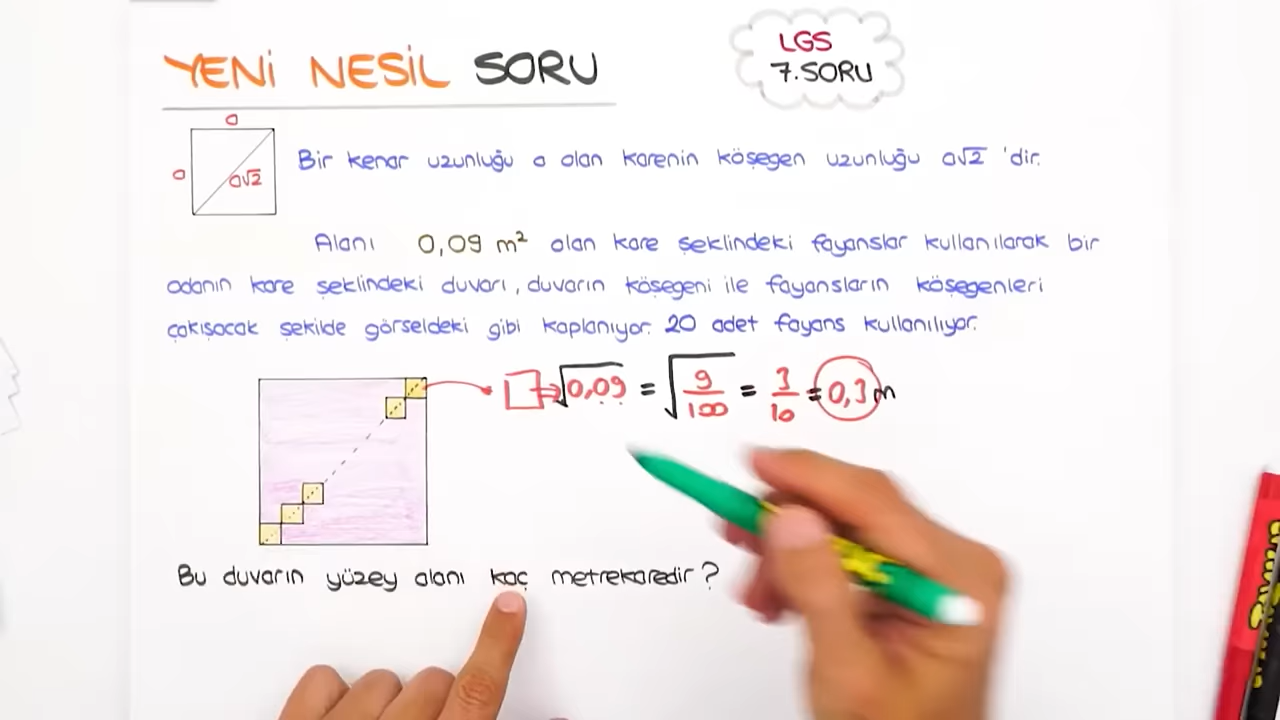 YENİ NESİL SORU
LGS
7.SORU
a
a
a√2
Bir kenar uzunluğu a olan karenin köşegen uzunluğu a√2 'dir.
Alanı 0,09 m² olan kare şeklindeki fayanslar kullanılarak bir
odanın kare şeklindeki duvarı, duvarın köşegeni ile fayansların köşegenleri
çakışacak şekilde görseldeki gibi kaplanıyor. 20 adet fayans kullanılıyor.
√0,09 = √9/100 = 3/10 = 0,3 m
Bu duvarın yüzey alanı kaç metrekaredir?